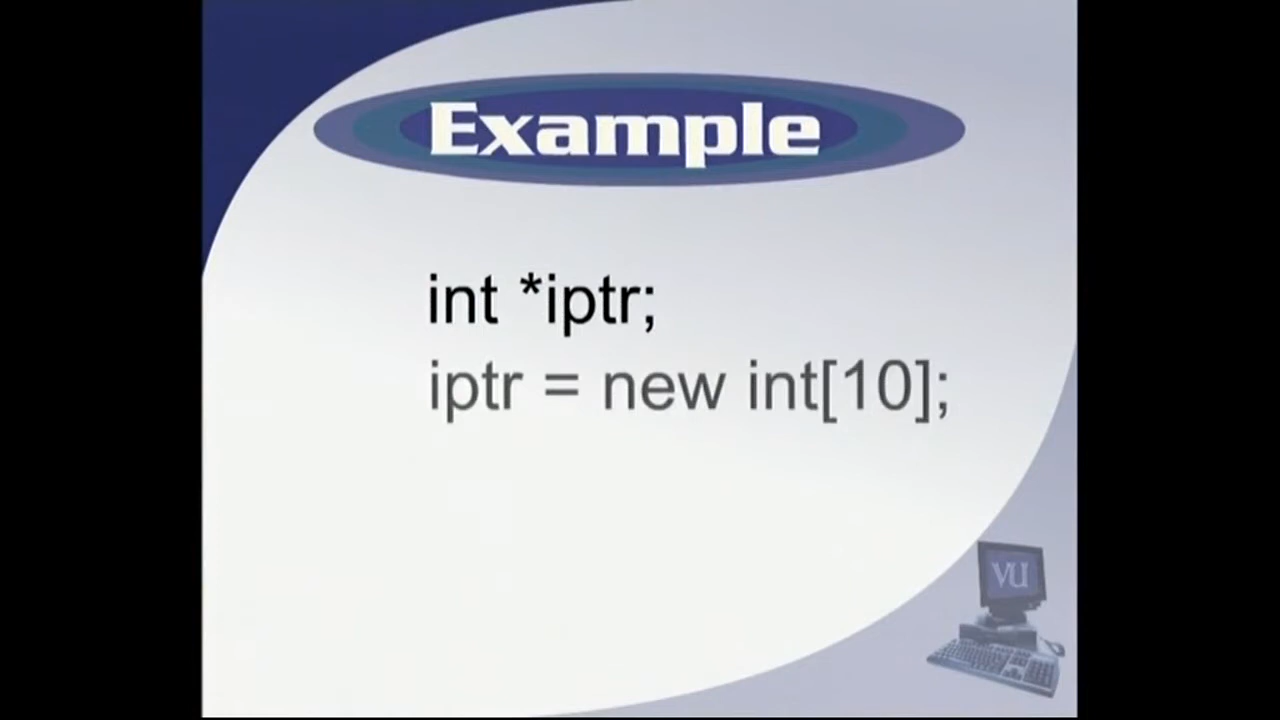 Example
int *iptr;
iptr = new int[10];
VU